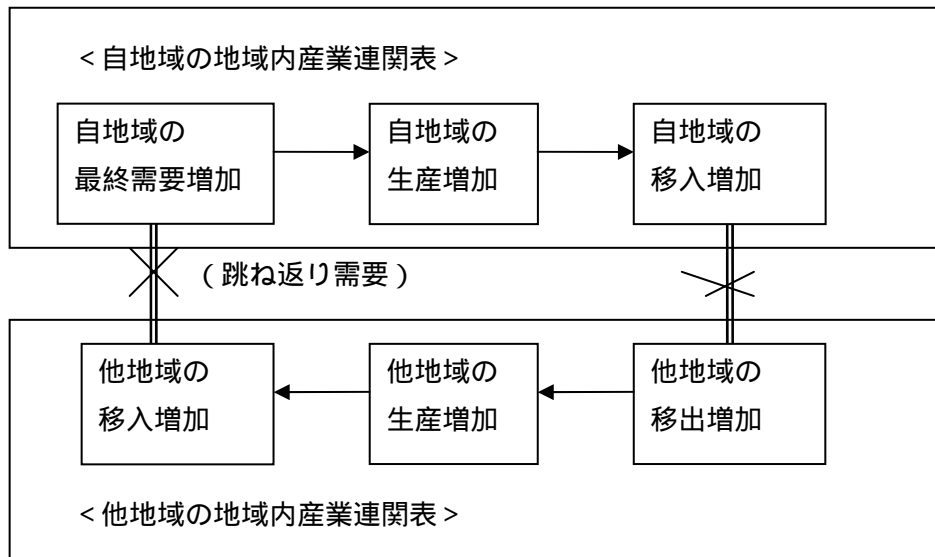 <自地域の地域内産業連関表>
自地域の
最終需要増加
自地域の
生産増加
自地域の
移入増加
(跳ね返り需要)
他地域の
移入増加
他地域の
生産増加
他地域の
移出増加
<他地域の地域内産業連関表>